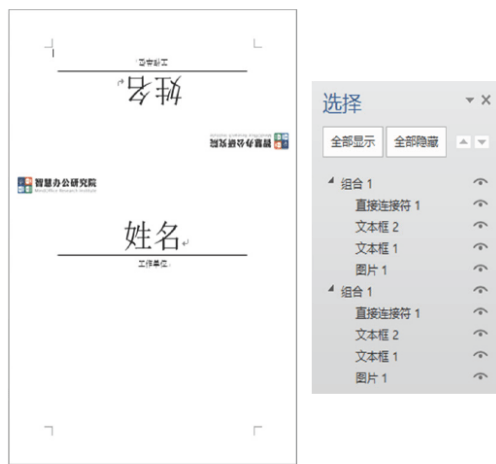 工作单位
姓名
智慧办公研究院
智慧办公研究院
姓名
工作单位
选择
全部显示
全部隐藏
组合 1
直接连接符 1
文本框 2
文本框 1
图片 1
组合 1
直接连接符 1
文本框 2
文本框 1
图片 1